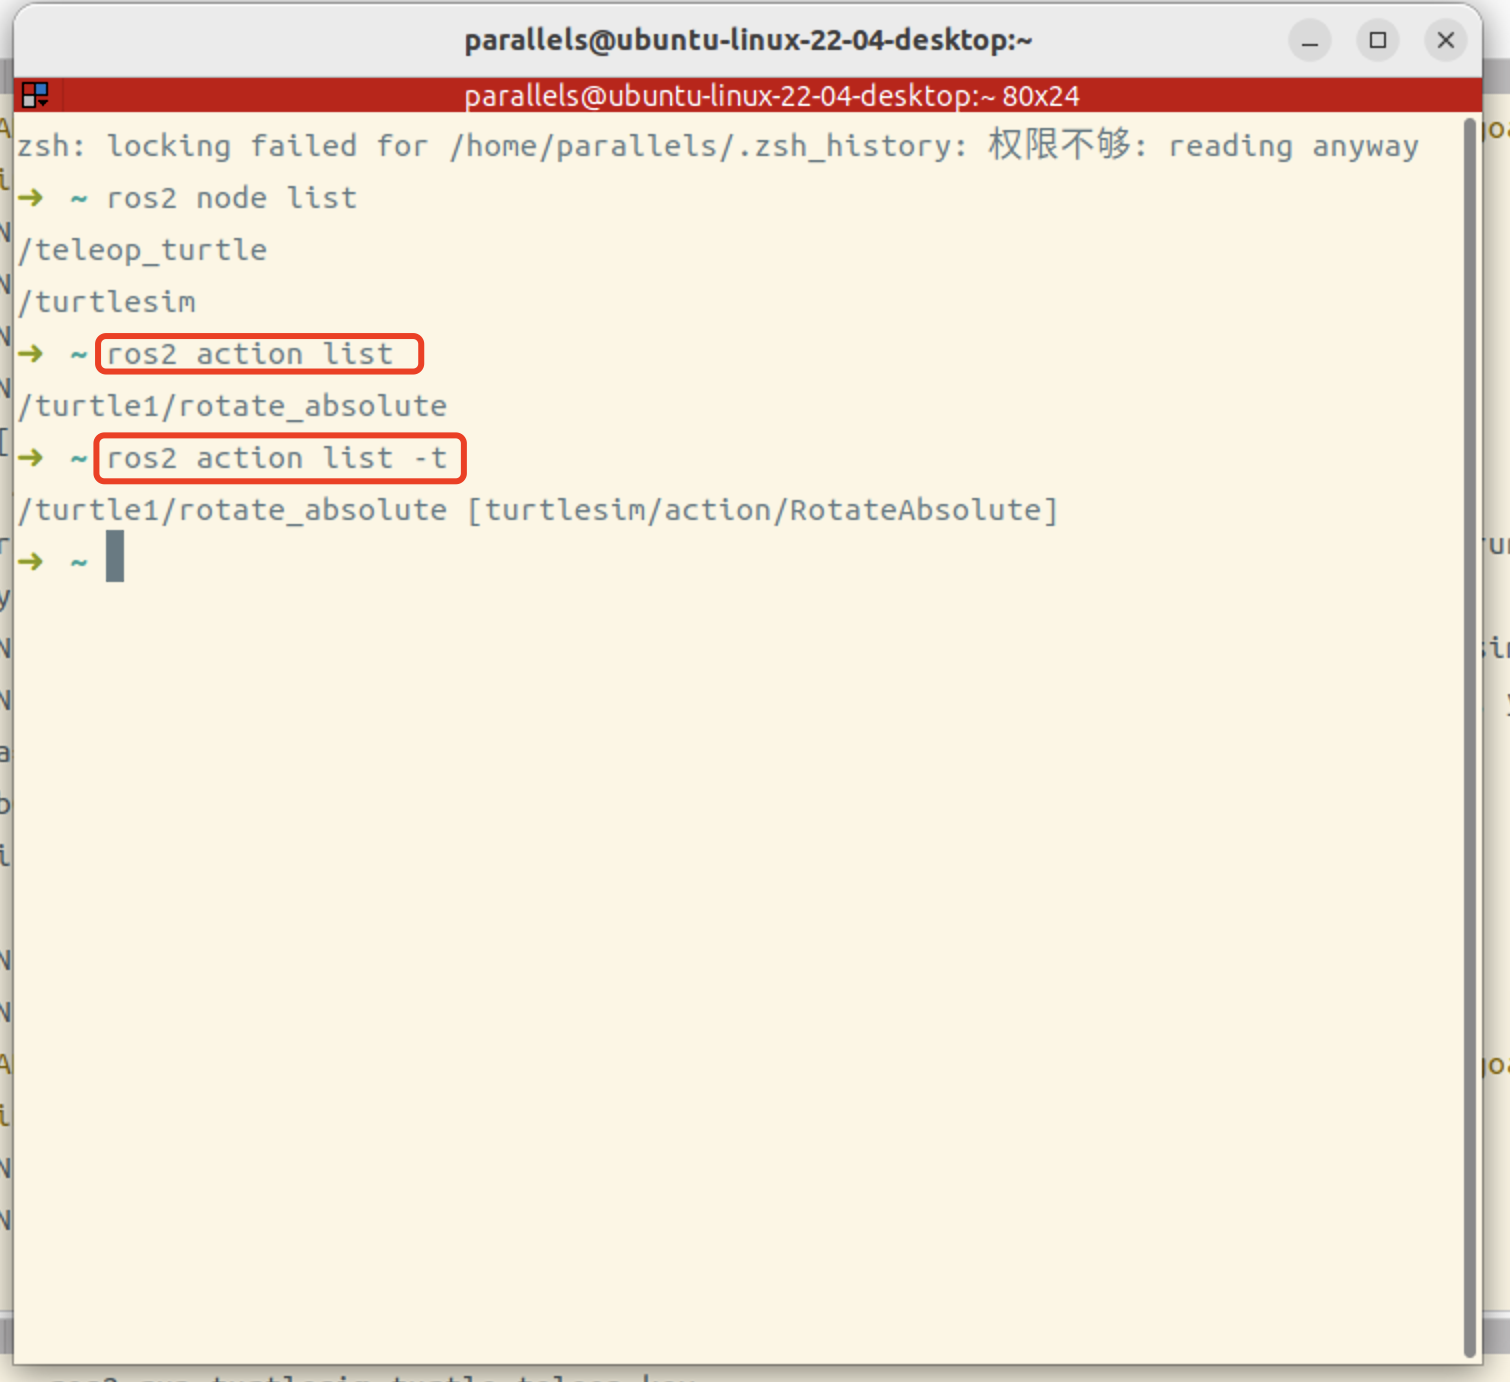 parallels@ubuntu-linux-22-04-desktop:~
parallels@ubuntu-linux-22-04-desktop:~ 80x24
zsh: locking failed for /home/parallels/.zsh_history: 权限不够: reading anyway
➜ ~ ros2 node list
/teleop_turtle
/turtlesim
➜ ~ ros2 action list
/turtle1/rotate_absolute
➜ ~ ros2 action list -t
/turtle1/rotate_absolute [turtlesim/action/RotateAbsolute]
➜ ~